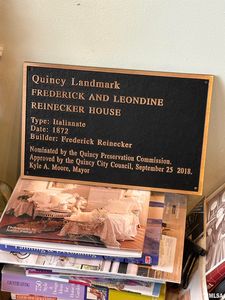 Quincy Landmark
FREDERICK AND LEONDINE
REINECKER HOUSE
Type: Italianate
Date: 1872
Builder: Frederick Reinecker
Nominated by the Quincy Preservation Commission.
Approved by the Quincy City Council, September 25 2018.
Kyle A. Moore, Mayor